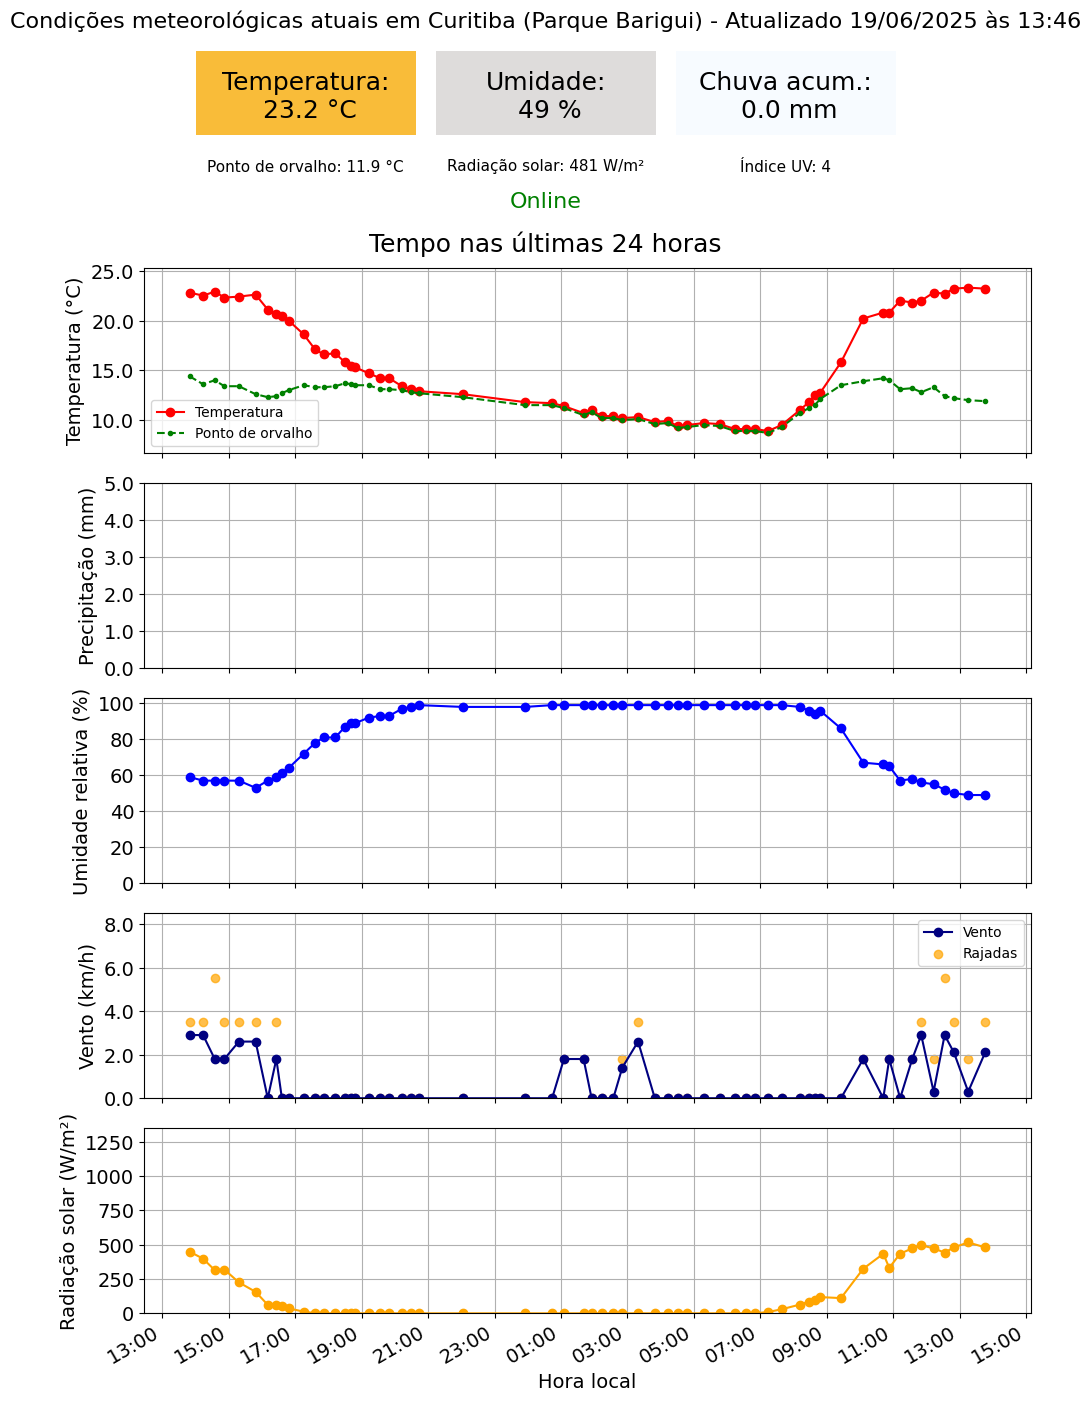 Condições meteorológicas atuais em Curitiba (Parque Barigui) - Atualizado 19/06/2025 às 13:46
Temperatura:
23.2 °C
Umidade:
49 %
Chuva acum.:
0.0 mm
Ponto de orvalho: 11.9 °C
Radiação solar: 481 W/m²
Índice UV: 4
Online
Tempo nas últimas 24 horas
Temperatura (°C)
25.0
20.0
15.0
10.0
Temperatura
Ponto de orvalho
Precipitação (mm)
5.0
4.0
3.0
2.0
1.0
0.0
Umidade relativa (%)
100
80
60
40
20
0
Vento (km/h)
8.0
6.0
4.0
2.0
0.0
Vento
Rajadas
Radiação solar (W/m²)
1250
1000
750
500
250
0
13:00
15:00
17:00
19:00
21:00
23:00
01:00
03:00
05:00
07:00
09:00
11:00
13:00
15:00
Hora local